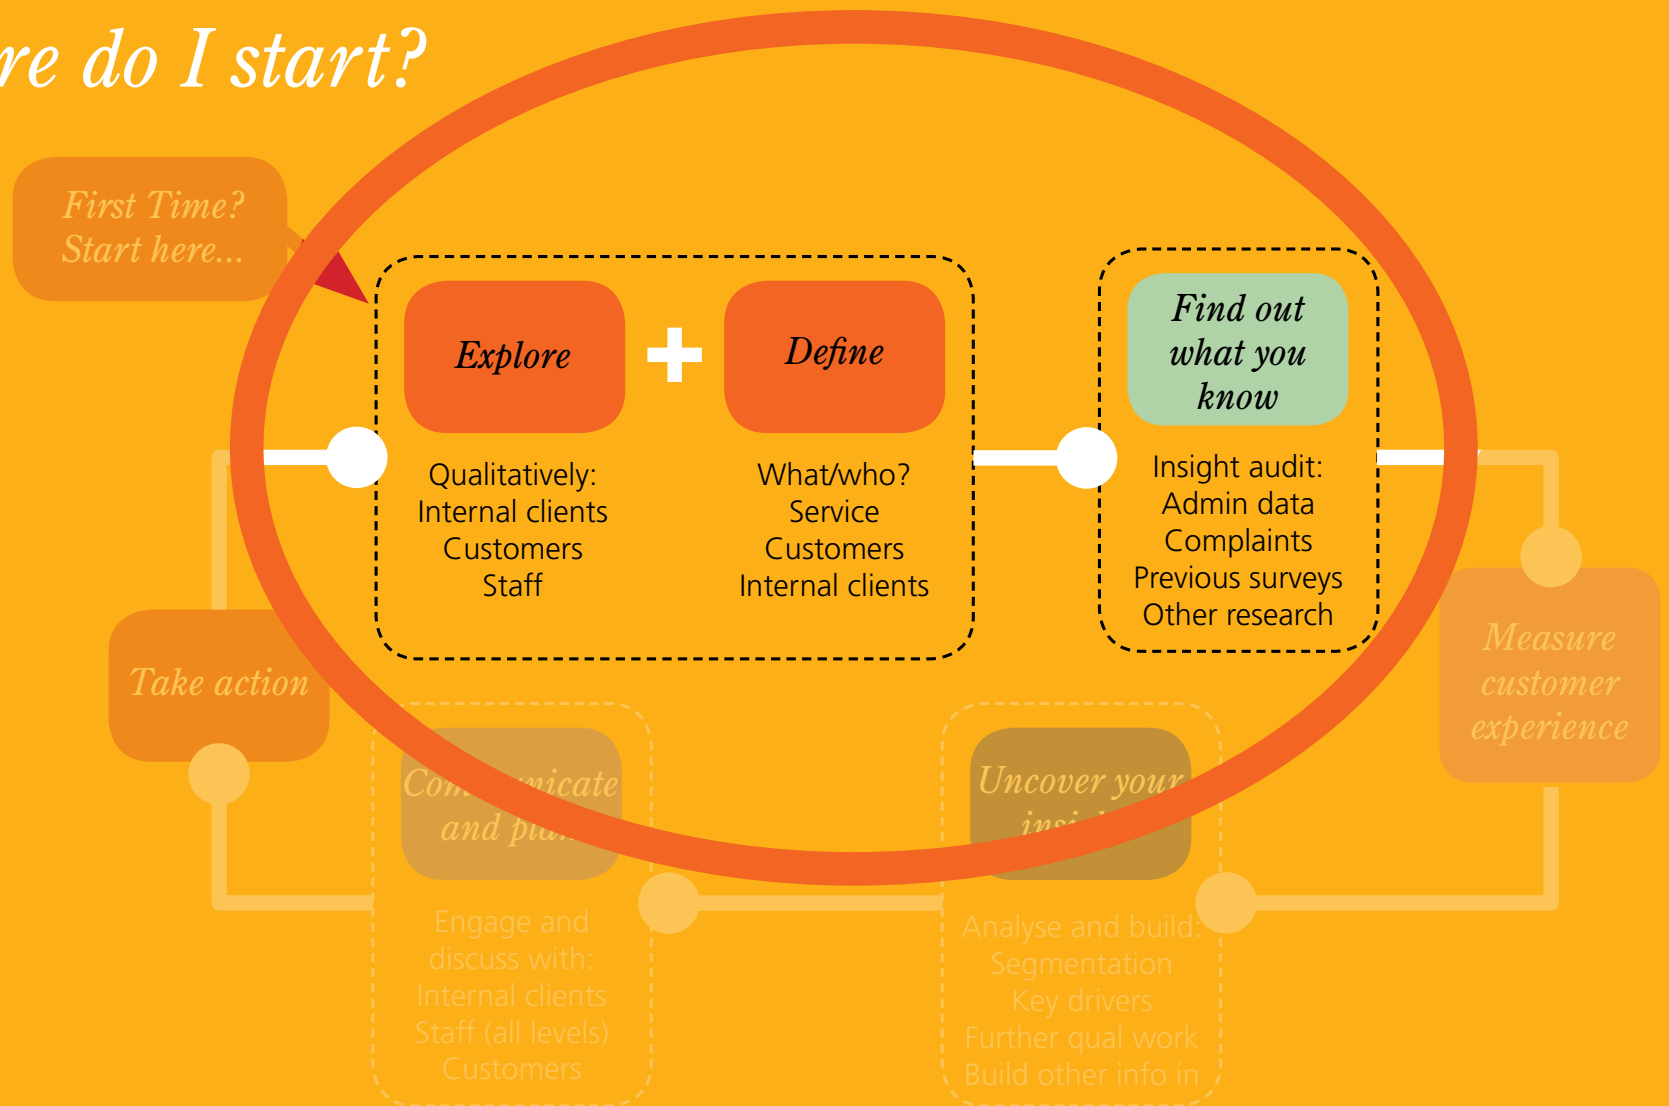 re do I start?
First Time?
Start here...
Explore
Define
Find out
what you
know
Qualitatively:
Internal clients
Customers
Staff
What/who?
Service
Customers
Internal clients
Insight audit:
Admin data
Complaints
Previous surveys
Other research
Measure
customer
experience
Take action
Communicate
and plan
Uncover your
Engage and
discuss with:
Internal clients
Staff (all levels)
Customers
Analyse and build:
Segmentation
Key drivers
Further qual work
Build other info in